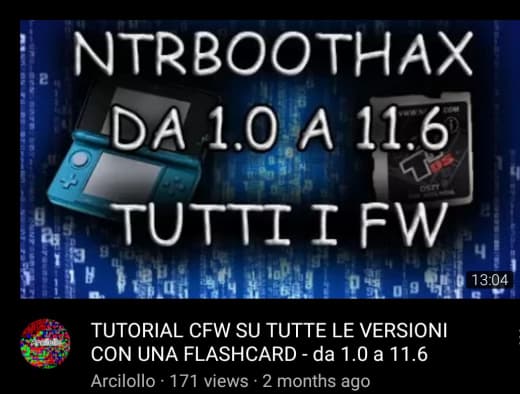 NTRBOOTHAX
DA 1.0 A 11.6
TUTTI I FW
13:04
TUTORIAL CFW SU TUTTE LE VERSIONI
CON UNA FLASHCARD - da 1.0 a 11.6
Arcilollo · 171 views · 2 months ago